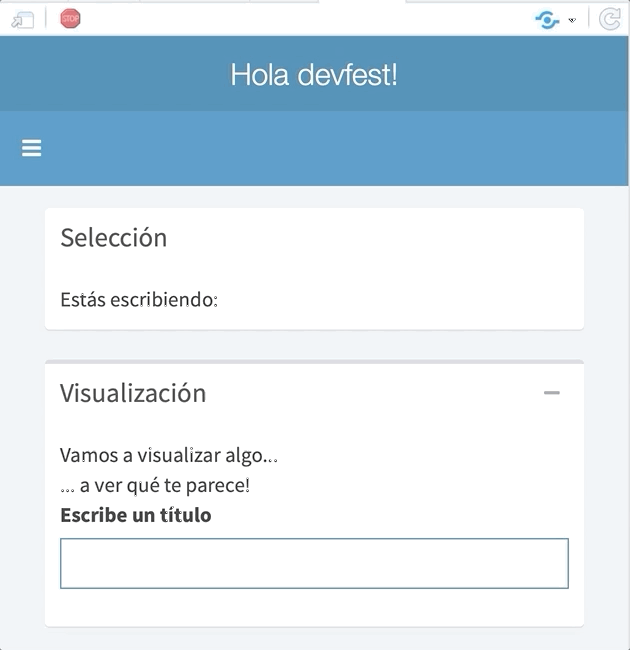 STOP
Hola devfest!
Selección
Estás escribiendo:
Visualización
Vamos a visualizar algo...
... a ver qué te parece!
Escribe un título